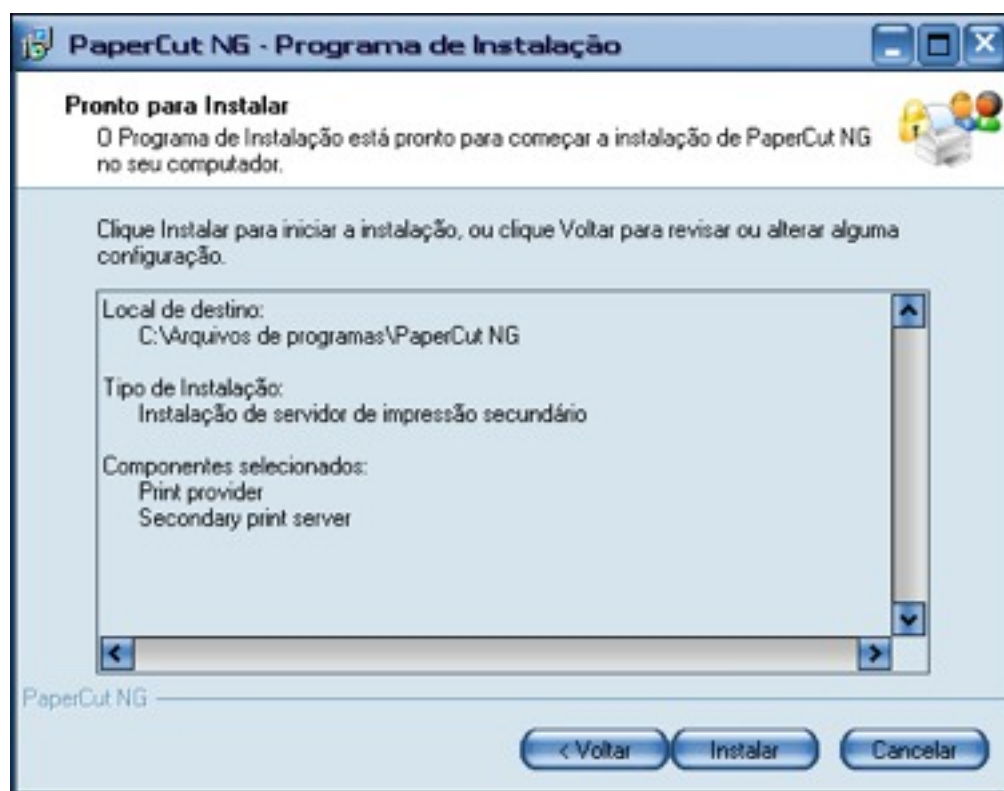 PaperCut NG - Programa de Instalação
Pronto para Instalar
O Programa de Instalação está pronto para começar a instalação de PaperCut NG
no seu computador.
Clique Instalar para iniciar a instalação, ou clique Voltar para revisar ou alterar alguma
configuração.
Local de destino:
C:\Arquivos de programas\PaperCut NG
Tipo de Instalação:
Instalação de servidor de impressão secundário
Componentes selecionados:
Print provider
Secondary print server
PaperCut NG
< Voltar
Instalar
Cancelar